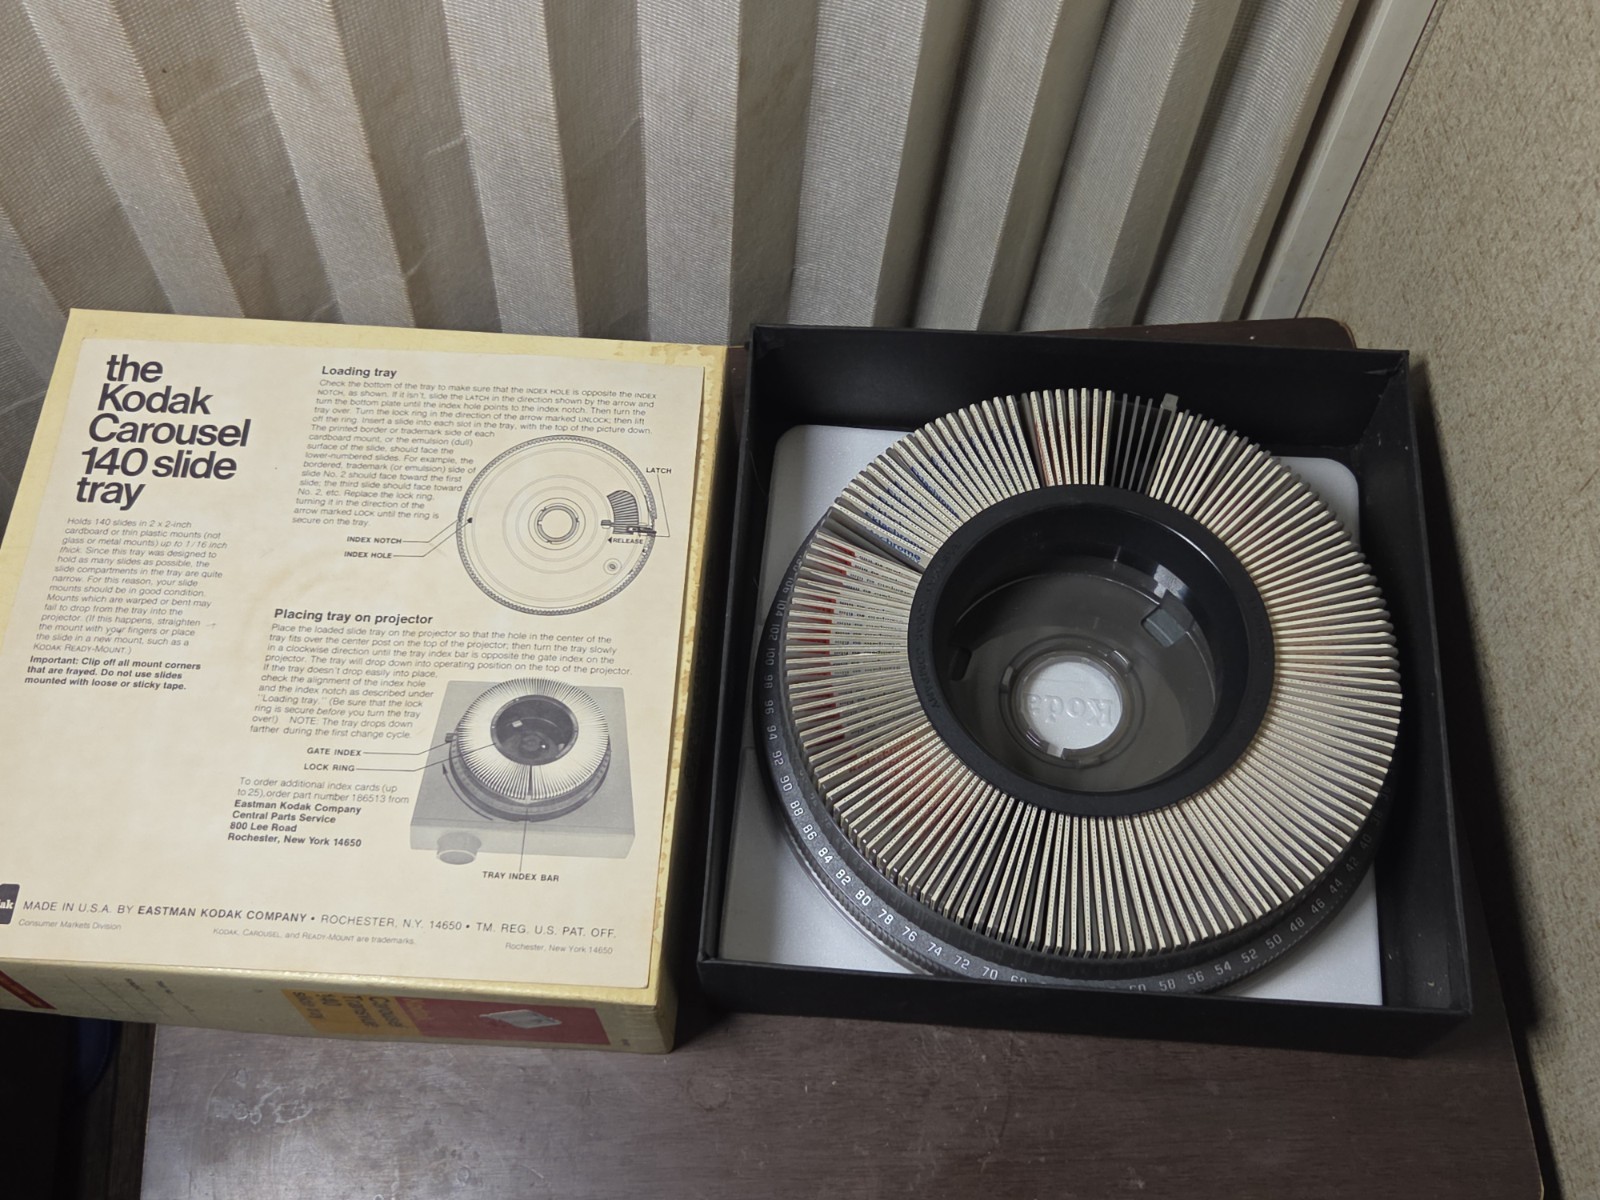 the
Kodak
Carousel
140 slide
tray
Holds 140 slides in 2 x 2-inch
cardboard or thin plastic mounts (not
glass or metal mounts) up to 1/16 inch
thick. Since this tray was designed to
hold as many slides as possible, the
slide compartments in the tray are quite
narrow. For this reason, your slide
mounts should be in good condition.
Mounts which are warped or bent may
fail to drop from the tray into the
projector. (If this happens, straighten
the mount with your fingers or place
the slide in a new mount, such as a
KODAK READY-MOUNT.)
Important: Clip off all mount corners
that are frayed. Do not use slides
mounted with loose or sticky tape.
Loading tray
Check the bottom of the tray to make sure that the INDEX HOLE is opposite the INDEX
NOTCH, as shown. If it isn't, slide the LATCH in the direction shown by the arrow and
turn the bottom plate until the index hole points to the index notch. Then turn the
tray over. Turn the lock ring in the direction of the arrow marked UNLOCK; then lift
off the ring. Insert a slide into each slot in the tray, with the top of the picture down.
The printed border or trademark side of each
cardboard mount, or the emulsion (dull)
surface of the slide, should face the
lower-numbered slides. For example, the
bordered, trademark (or emulsion) side of
slide No. 2 should face toward the first
slide; the third slide should face toward
No. 2, etc. Replace the lock ring,
turning it in the direction of the
arrow marked LOCK until the ring is
secure on the tray.
LATCH
RELEASE
INDEX NOTCH
INDEX HOLE
Placing tray on projector
Place the loaded slide tray on the projector so that the hole in the center of the
tray fits over the center post on the top of the projector; then turn the tray slowly
in a clockwise direction until the tray index bar is opposite the gate index on the
projector. The tray will drop down into operating position on the top of the projector.
If the tray doesn't drop easily into place,
check the alignment of the index hole
and the index notch as described under
"Loading tray." (Be sure that the lock
ring is secure before you turn the tray
over!) NOTE: The tray drops down
farther during the first change cycle.
GATE INDEX
LOCK RING
TRAY INDEX BAR
To order additional index cards (up
to 25), order part number 186513 from
Eastman Kodak Company
Central Parts Service
800 Lee Road
Rochester, New York 14650
MADE IN U.S.A. BY EASTMAN KODAK COMPANY • ROCHESTER, N.Y. 14650 • TM. REG. U.S. PAT. OFF.
Consumer Markets Division
KODAK, CAROUSEL, and READY-MOUNT are trademarks.
Rochester, New York 14650
Carousel
Transvue
140
slide tray
Kodak
104
102
100
98
96
94
92
90
88
86
84
82
80
78
76
74
72
70
60
58
56
54
52
50
48
46
44
42
40